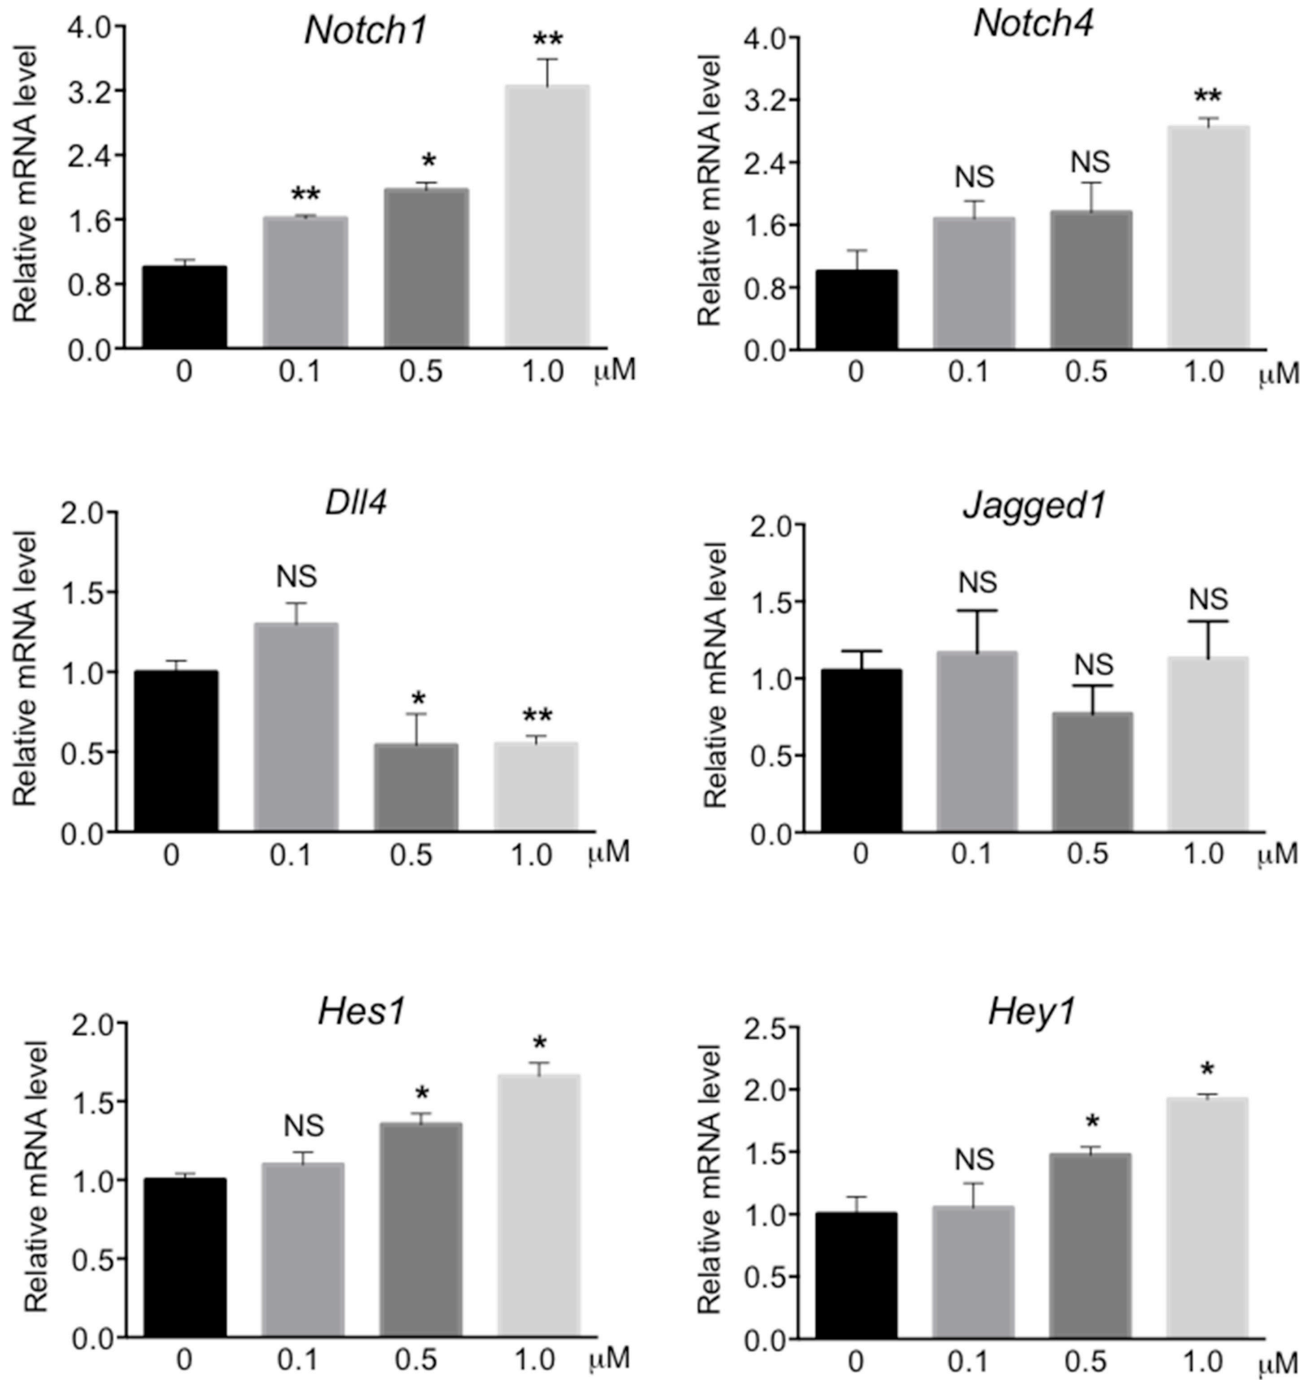 Notch1
Relative mRNA level
4.0
3.2
2.4
1.6
0.8
0.0
**
*
**
0 0.1 0.5 1.0 μM
Notch4
Relative mRNA level
4.0
3.2
2.4
1.6
0.8
0.0
NS
NS
**
0 0.1 0.5 1.0 μM
Dll4
Relative mRNA level
2.0
1.5
1.0
0.5
0.0
NS
*
**
0 0.1 0.5 1.0 μM
Jagged1
Relative mRNA level
2.0
1.5
1.0
0.5
0.0
NS
NS
NS
0 0.1 0.5 1.0 μM
Hes1
Relative mRNA level
2.0
1.5
1.0
0.5
0.0
NS
*
*
0 0.1 0.5 1.0 μM
Hey1
Relative mRNA level
2.5
2.0
1.5
1.0
0.5
0.0
NS
*
*
0 0.1 0.5 1.0 μM